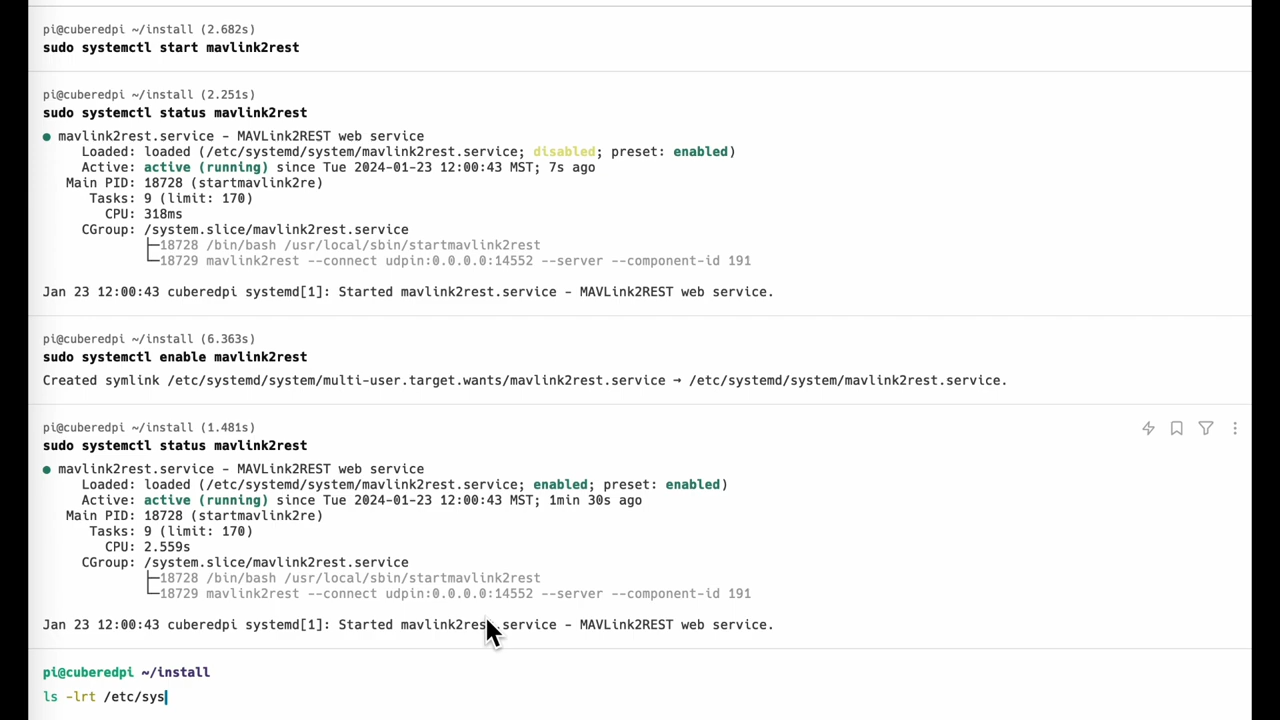 pi@cuberedpi ~/install (2.682s)
sudo systemctl start mavlink2rest
pi@cuberedpi ~/install (2.251s)
sudo systemctl status mavlink2rest
● mavlink2rest.service - MAVLink2REST web service
Loaded: loaded (/etc/systemd/system/mavlink2rest.service; disabled; preset: enabled)
Active: active (running) since Tue 2024-01-23 12:00:43 MST; 7s ago
Main PID: 18728 (startmavlink2re)
Tasks: 9 (limit: 170)
CPU: 318ms
CGroup: /system.slice/mavlink2rest.service
├─18728 /bin/bash /usr/local/sbin/startmavlink2rest
└─18729 mavlink2rest --connect udpin:0.0.0.0:14552 --server --component-id 191
Jan 23 12:00:43 cuberedpi systemd[1]: Started mavlink2rest.service - MAVLink2REST web service.
pi@cuberedpi ~/install (6.363s)
sudo systemctl enable mavlink2rest
Created symlink /etc/systemd/system/multi-user.target.wants/mavlink2rest.service → /etc/systemd/system/mavlink2rest.service.
pi@cuberedpi ~/install (1.481s)
sudo systemctl status mavlink2rest
● mavlink2rest.service - MAVLink2REST web service
Loaded: loaded (/etc/systemd/system/mavlink2rest.service; enabled; preset: enabled)
Active: active (running) since Tue 2024-01-23 12:00:43 MST; 1min 30s ago
Main PID: 18728 (startmavlink2re)
Tasks: 9 (limit: 170)
CPU: 2.559s
CGroup: /system.slice/mavlink2rest.service
├─18728 /bin/bash /usr/local/sbin/startmavlink2rest
└─18729 mavlink2rest --connect udpin:0.0.0.0:14552 --server --component-id 191
Jan 23 12:00:43 cuberedpi systemd[1]: Started mavlink2rest.service - MAVLink2REST web service.
pi@cuberedpi ~/install
ls -lrt /etc/sys